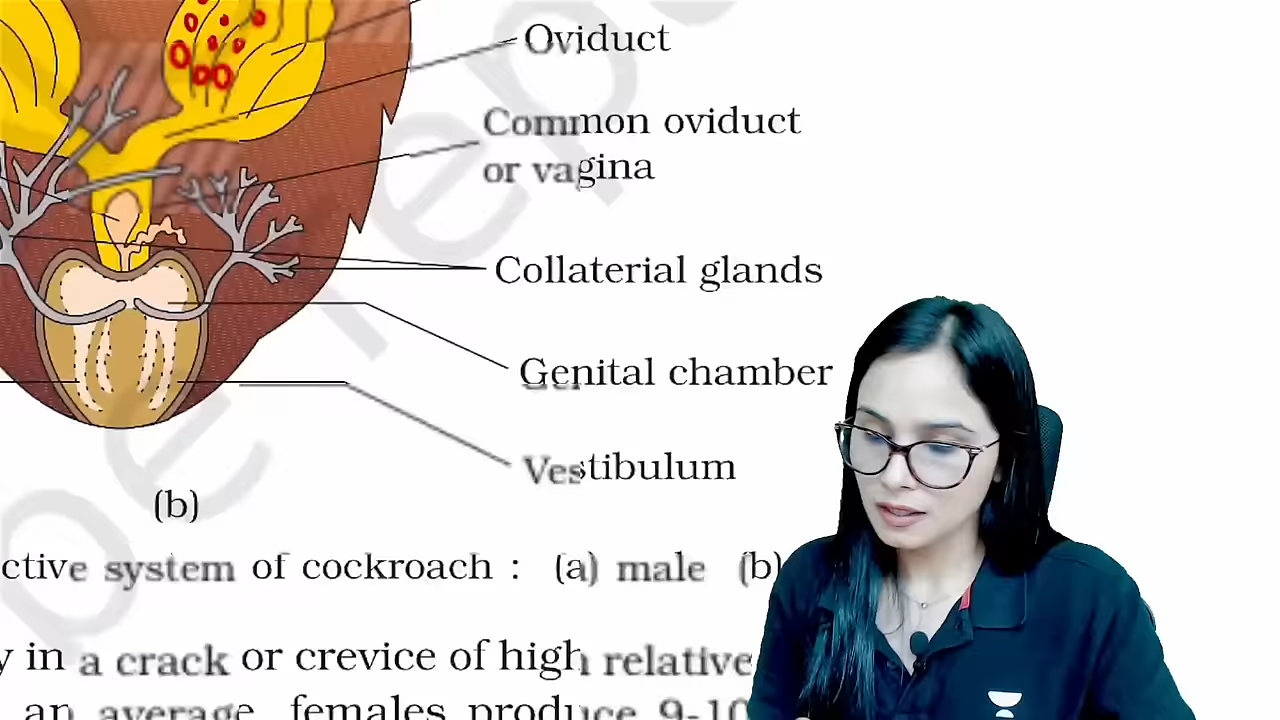 Oviduct
Common oviduct
or vagina
Collaterial glands
Genital chamber
Vestibulum
(b)
ctive system of cockroach : (a) male (b)
y in a crack or crevice of high relative
an average, females produce 9-10